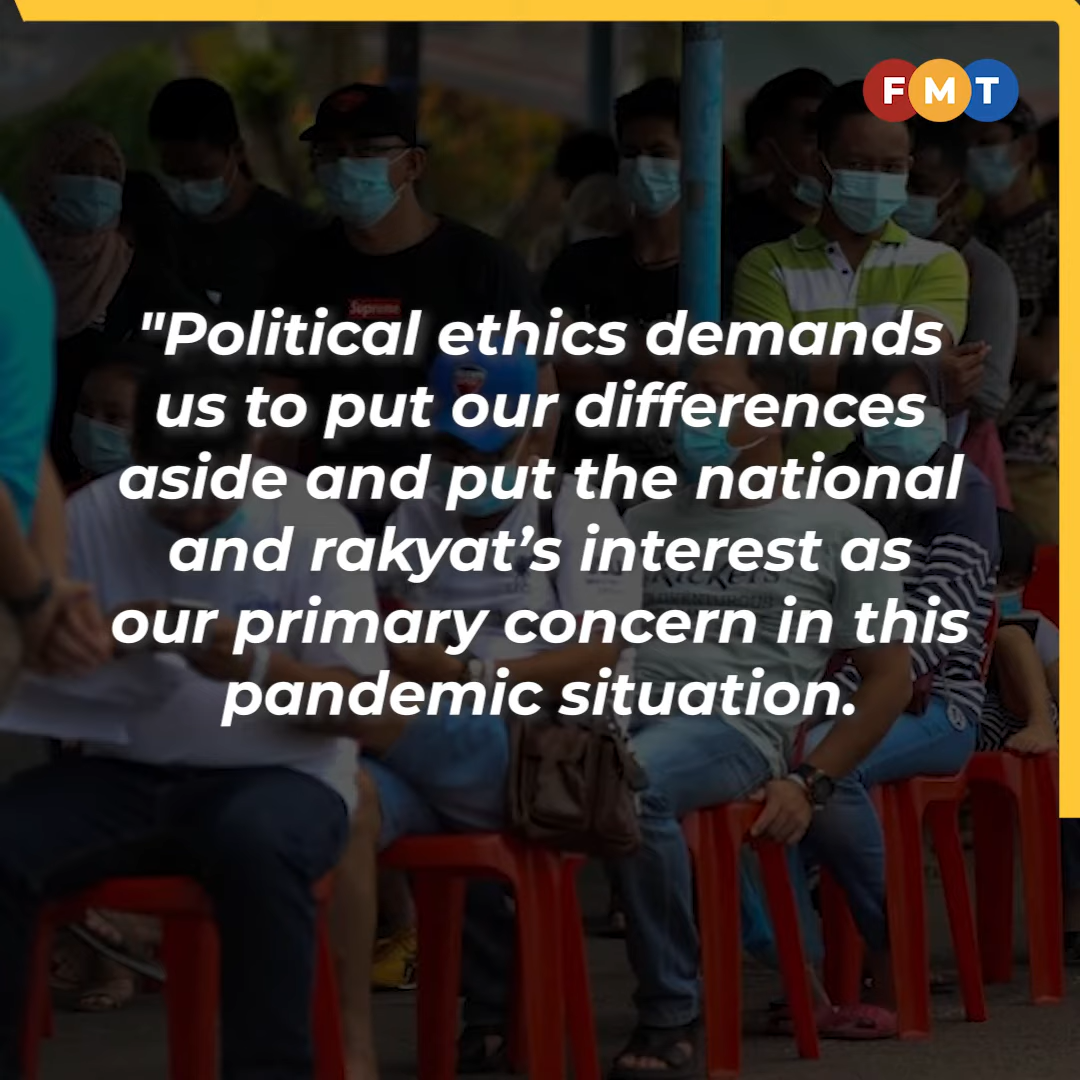 FMT
Supreme
"Political ethics demands
us to put our differences
aside and put the national
and rakyat’s interest as
our primary concern in this
pandemic situation.